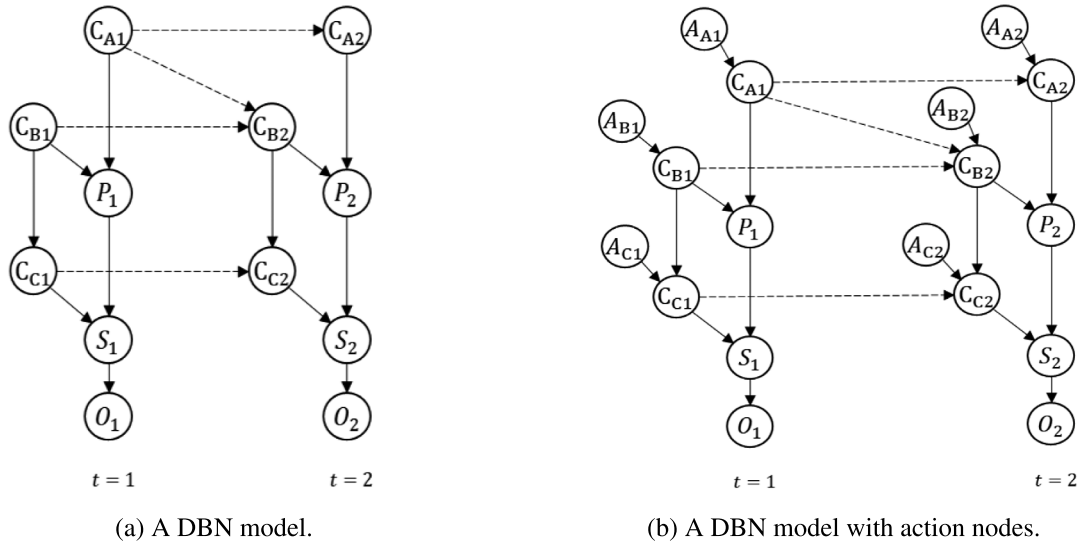 C_A1 C_A2
C_B1 C_B2
P_1 P_2
C_C1 C_C2
S_1 S_2
O_1 O_2
t = 1 t = 2
(a) A DBN model.
A_A1 A_A2
C_A1 C_A2
A_B1 A_B2
C_B1 C_B2
P_1 P_2
A_C1 A_C2
C_C1 C_C2
S_1 S_2
O_1 O_2
t = 1 t = 2
(b) A DBN model with action nodes.